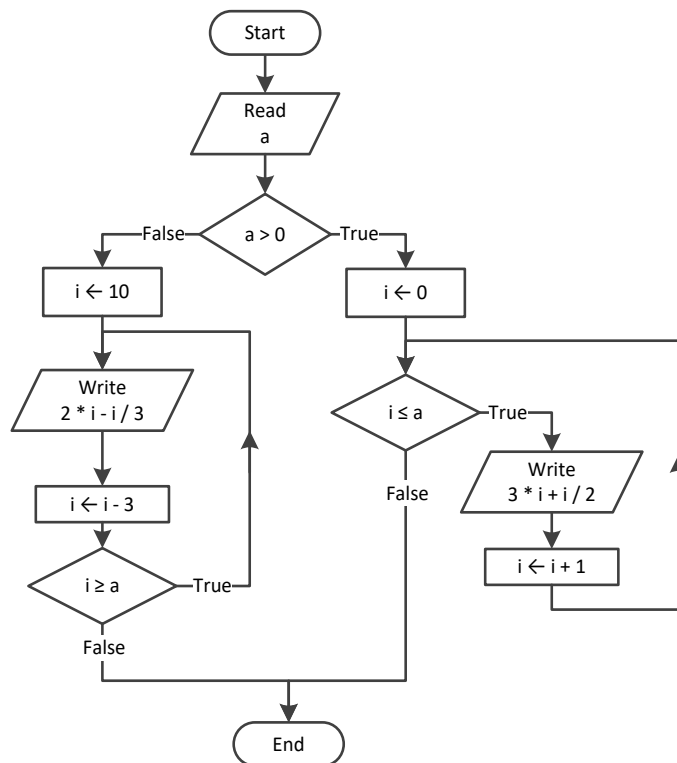 Start
Read
a
False
a > 0
True
i ← 10
i ← 0
Write
2 * i - i / 3
i ≤ a
True
Write
3 * i + i / 2
False
i ← i - 3
i ← i + 1
i ≥ a
True
False
End